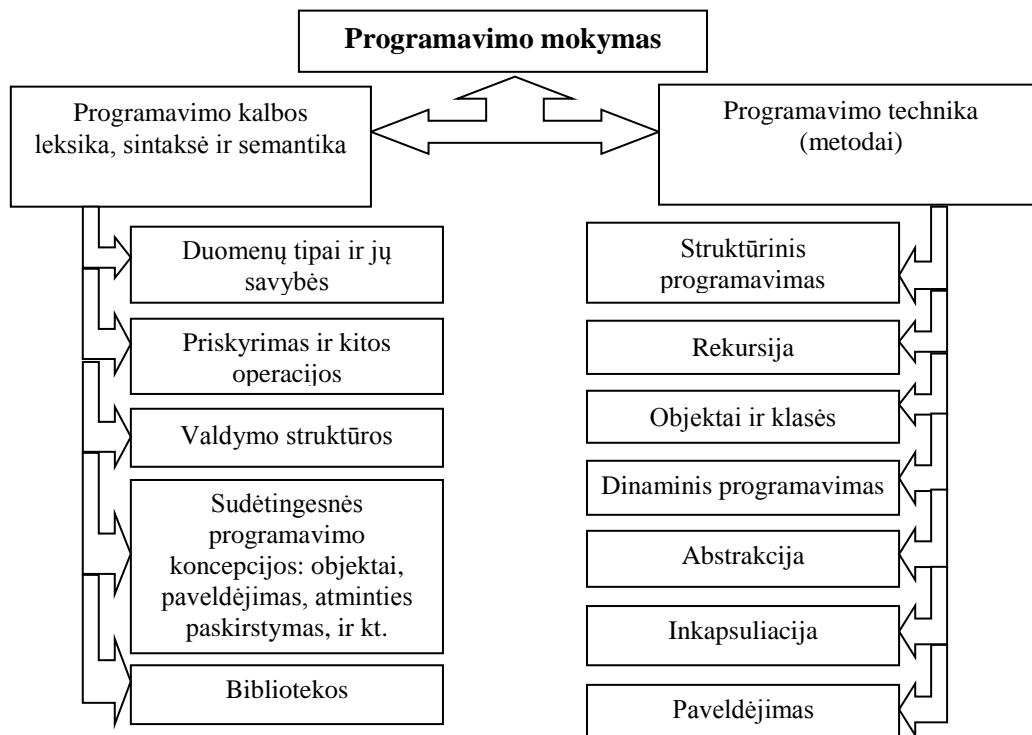 Programavimo mokymas
Programavimo kalbos
leksika, sintaksė ir semantika
Programavimo technika
(metodai)
Duomenų tipai ir jų
savybės
Priskyrimas ir kitos
operacijos
Valdymo struktūros
Sudėtingesnės
programavimo
koncepcijos: objektai,
paveldėjimas, atminties
paskirstymas, ir kt.
Bibliotekos
Struktūrinis
programavimas
Rekursija
Objektai ir klasės
Dinaminis programavimas
Abstrakcija
Inkapsuliacija
Paveldėjimas